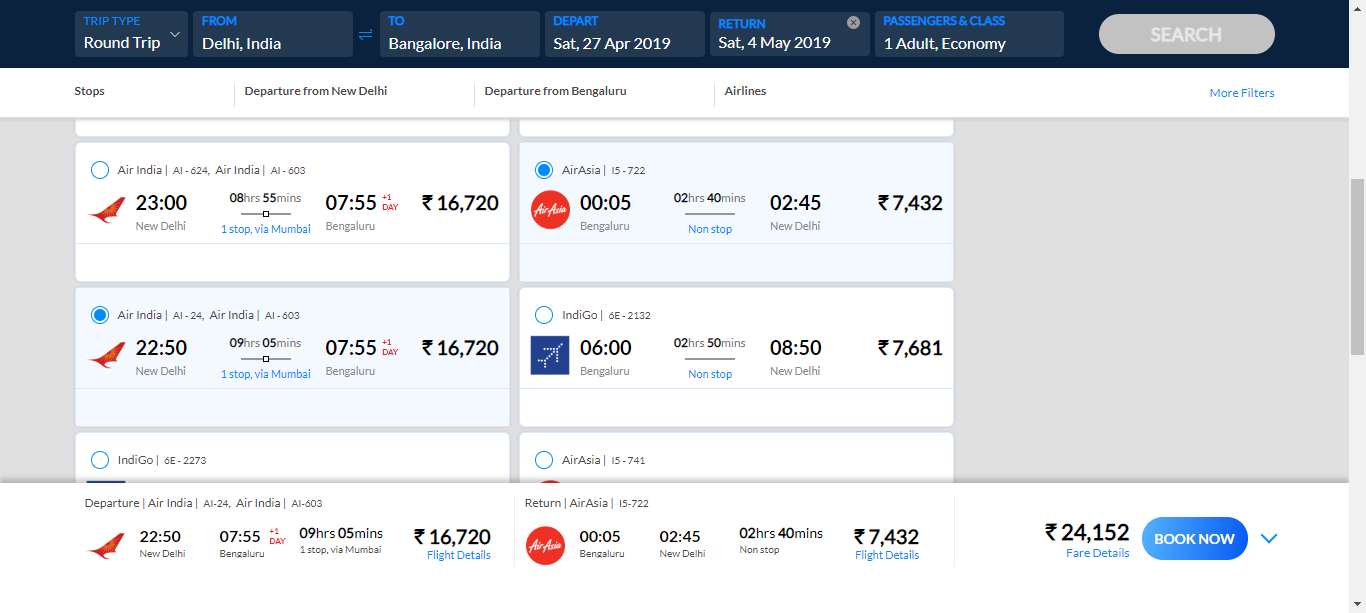 TRIP TYPE
Round Trip
FROM
Delhi, India
TO
Bangalore, India
DEPART
Sat, 27 Apr 2019
RETURN
Sat, 4 May 2019
PASSENGERS & CLASS
1 Adult, Economy
SEARCH
Stops
Departure from New Delhi
Departure from Bengaluru
Airlines
More Filters
Air India | AI - 624, Air India | AI - 603
23:00
New Delhi
08hrs 55mins
1 stop, via Mumbai
07:55 +1 DAY
Bengaluru
₹ 16,720
AirAsia | I5 - 722
AirAsia
00:05
Bengaluru
02hrs 40mins
Non stop
02:45
New Delhi
₹ 7,432
Air India | AI - 24, Air India | AI - 603
22:50
New Delhi
09hrs 05mins
1 stop, via Mumbai
07:55 +1 DAY
Bengaluru
₹ 16,720
IndiGo | 6E - 2132
06:00
Bengaluru
02hrs 50mins
Non stop
08:50
New Delhi
₹ 7,681
IndiGo | 6E - 2273
AirAsia | I5 - 741
Departure | Air India | AI-24, Air India | AI-603
22:50
New Delhi
07:55 +1 DAY
Bengaluru
09hrs 05mins
1 stop, via Mumbai
₹ 16,720
Flight Details
Return | AirAsia | I5-722
AirAsia
00:05
Bengaluru
02:45
New Delhi
02hrs 40mins
Non stop
₹ 7,432
Flight Details
₹ 24,152
Fare Details
BOOK NOW